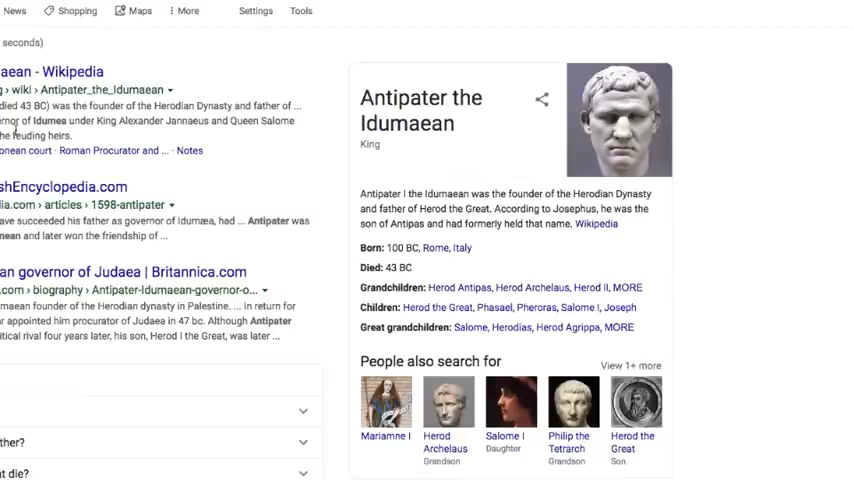 News Shopping Maps More Settings Tools
seconds)
aean - Wikipedia
› wiki › Antipater_the_Idumaean
died 43 BC) was the founder of the Herodian Dynasty and father of ...
ernor of Idumea under King Alexander Jannaeus and Queen Salome
he feuding heirs.
onean court · Roman Procurator and ... · Notes
shEncyclopedia.com
ia.com › articles › 1598-antipater
ave succeeded his father as governor of Idumæa, had ... Antipater was
mean and later won the friendship of ...
an governor of Judaea | Britannica.com
.com › biography › Antipater-Idumaean-governor-o...
maean founder of the Herodian dynasty in Palestine. ... In return for
ar appointed him procurator of Judaea in 47 bc. Although Antipater
itical rival four years later, his son, Herod I the Great, was later ...
ther?
t die?
Antipater the
Idumaean
King
Antipater I the Idumaean was the founder of the Herodian Dynasty
and father of Herod the Great. According to Josephus, he was the
son of Antipas and had formerly held that name. Wikipedia
Born: 100 BC, Rome, Italy
Died: 43 BC
Grandchildren: Herod Antipas, Herod Archelaus, Herod II, MORE
Children: Herod the Great, Phasael, Pheroras, Salome I, Joseph
Great grandchildren: Salome, Herodias, Herod Agrippa, MORE
People also search for View 1+ more
Mariamne I
Herod
Archelaus
Grandson
Salome I
Daughter
Philip the
Tetrarch
Grandson
Herod the
Great
Son